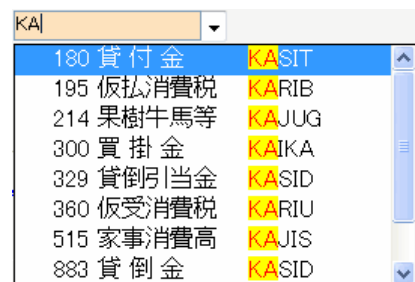 KA
180 貸 付 金 KASIT
195 仮払消費税 KARIB
214 果樹牛馬等 KAJUG
300 買 掛 金 KAIKA
329 貸倒引当金 KASID
360 仮受消費税 KARIU
515 家事消費高 KAJIS
883 貸 倒 金 KASID